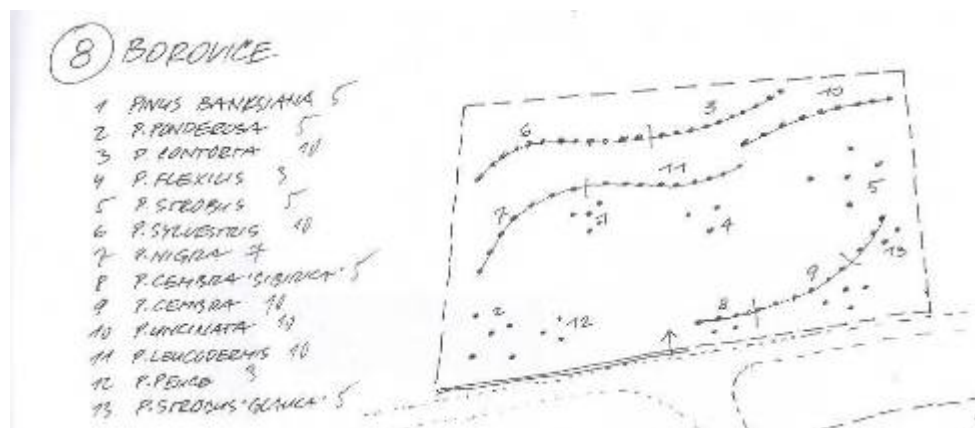 8 BOROVICE
1 PINUS BANKSIANA 5
2 P. PONDEROSA 5
3 P. CONTORTA 10
4 P. FLEXILIS 3
5 P. STROBUS 5
6 P. SYLVESTRIS 10
7 P. NIGRA 7
8 P. CEMBRA 'SIBIRICA' 5
9 P. CEMBRA 10
10 P. UNCINATA 10
11 P. LEUCODERMIS 10
12 P. PEUCE 3
13 P. STROBUS 'GLAUCA' 5
6 3 10
7 1 11 4 5
2 12 8 9 13